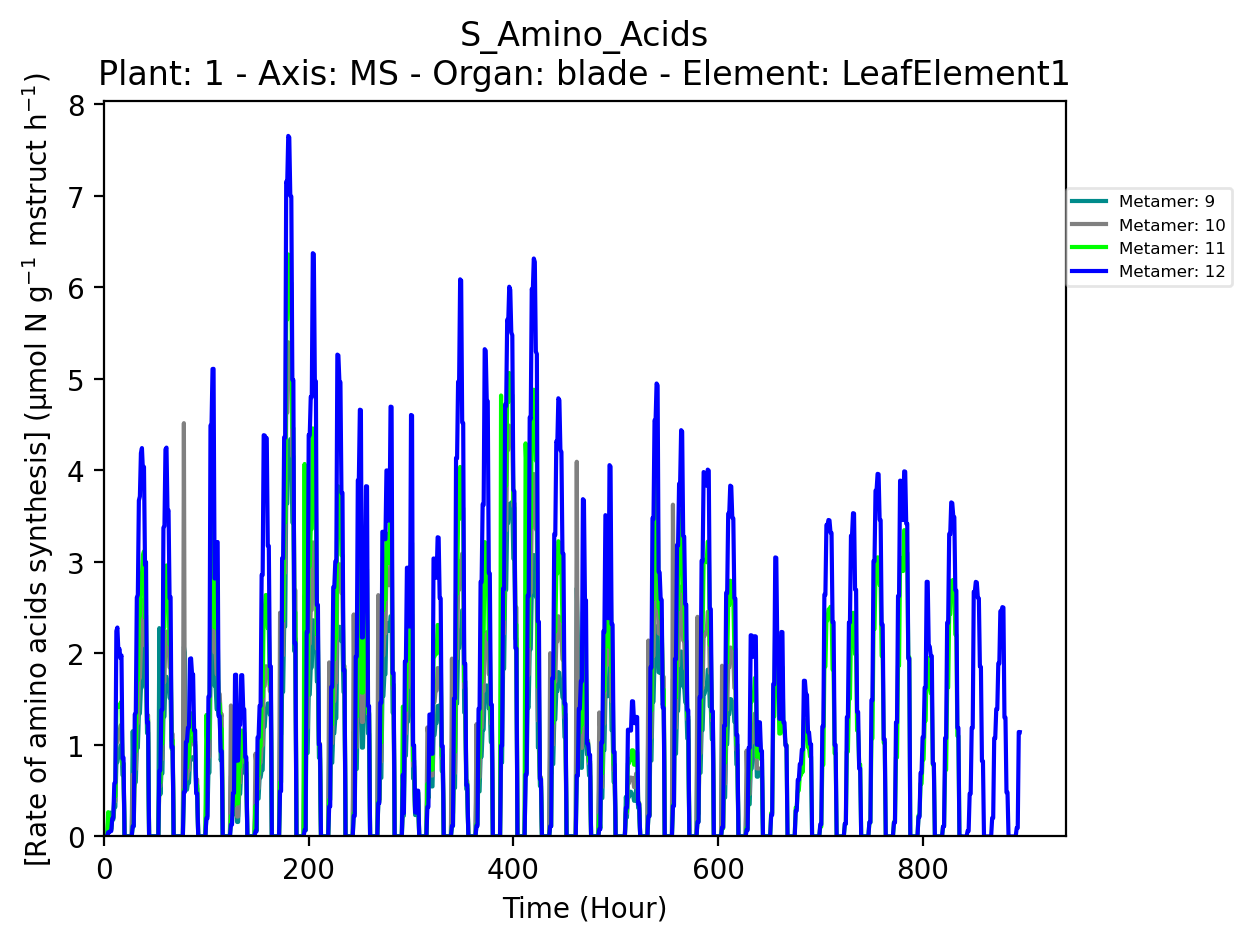 S_Amino_Acids
Plant: 1 - Axis: MS - Organ: blade - Element: LeafElement1
[Rate of amino acids synthesis] (µmol N g⁻¹ mstruct h⁻¹)
8
7
6
5
4
3
2
1
0
0 200 400 600 800
Time (Hour)
Metamer: 9
Metamer: 10
Metamer: 11
Metamer: 12